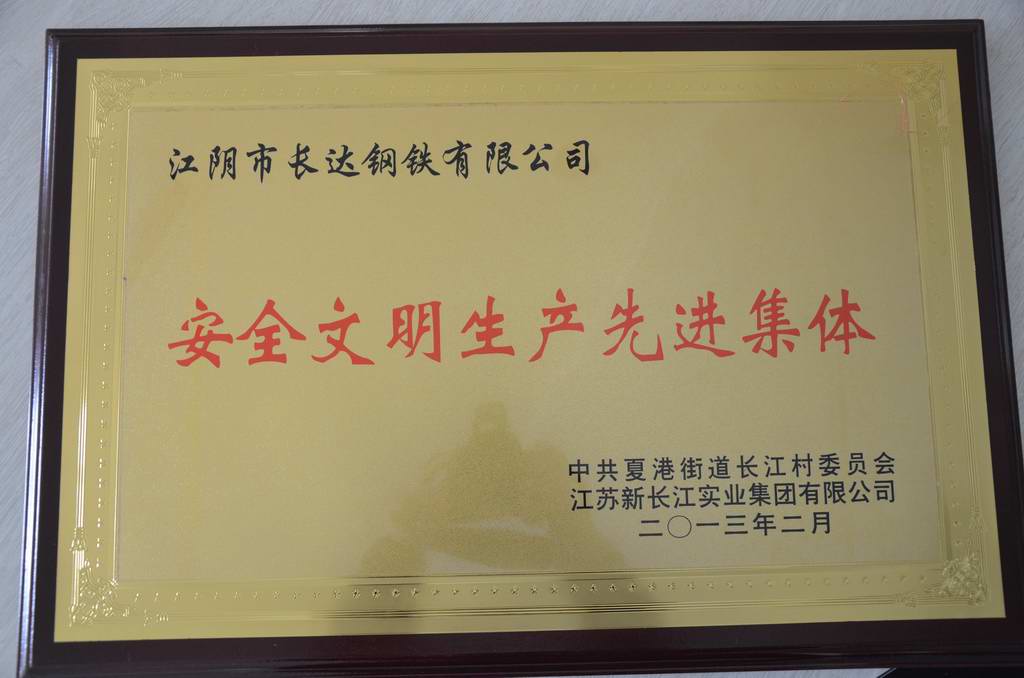 江阴市长达钢铁有限公司
安全文明生产先进集体
中共夏港街道长江村委员会
江苏新长江实业集团有限公司
二〇一三年二月